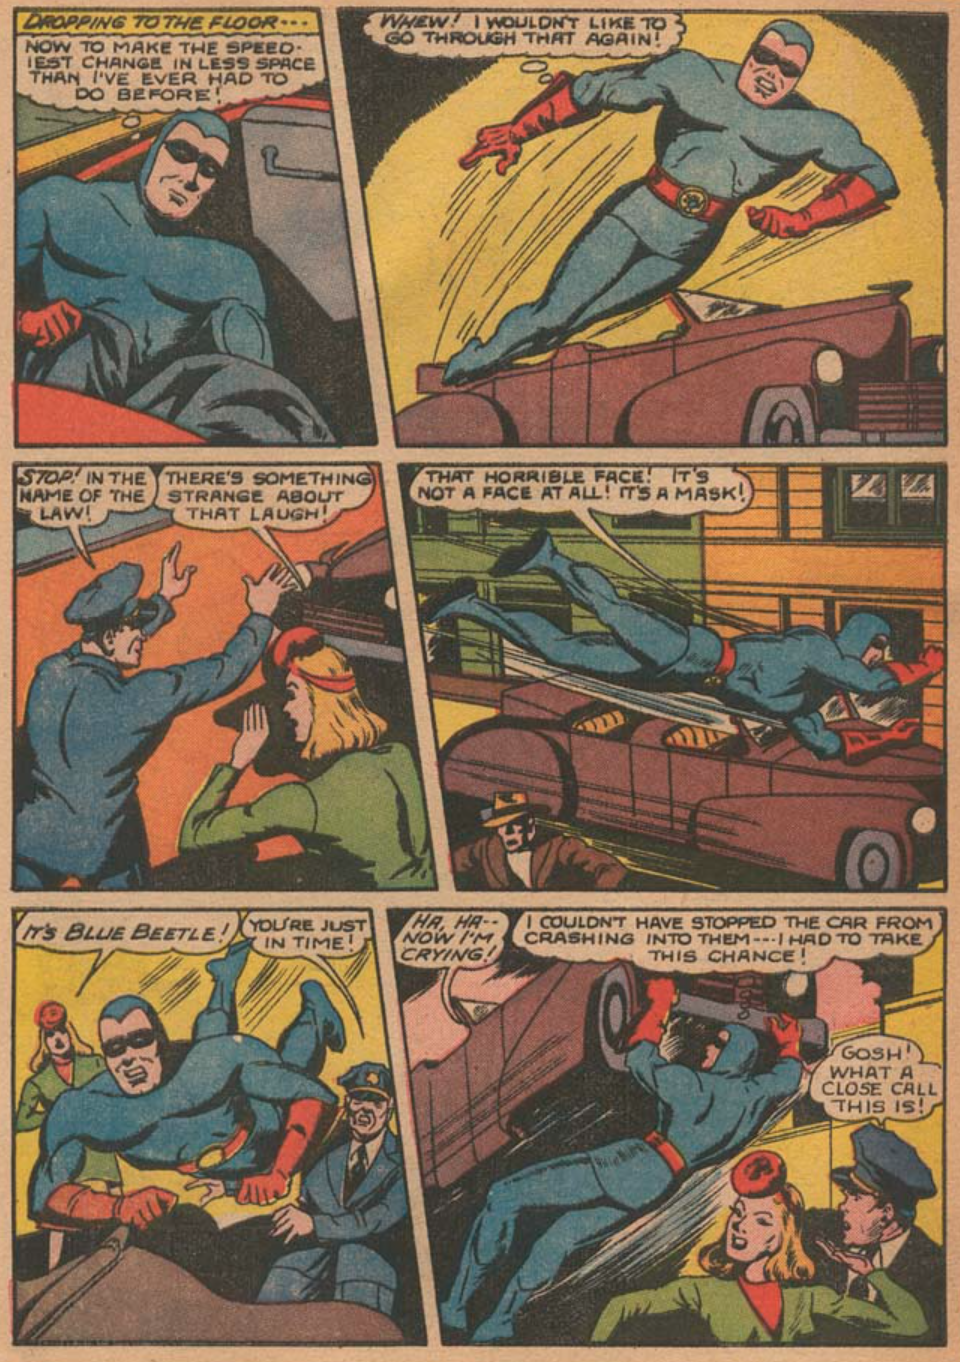 DROPPING TO THE FLOOR---
NOW TO MAKE THE SPEED-
IEST CHANGE IN LESS SPACE
THAN I'VE EVER HAD TO
DO BEFORE!
WHEW! I WOULDN'T LIKE TO
GO THROUGH THAT AGAIN!
STOP! IN THE
NAME OF THE
LAW!
THERE'S SOMETHING
STRANGE ABOUT
THAT LAUGH!
THAT HORRIBLE FACE! IT'S
NOT A FACE AT ALL! IT'S A MASK!
IT'S BLUE BEETLE!
YOU'RE JUST
IN TIME!
HA, HA--
NOW I'M
CRYING!
I COULDN'T HAVE STOPPED THE CAR FROM
CRASHING INTO THEM---I HAD TO TAKE
THIS CHANCE!
GOSH!
WHAT A
CLOSE CALL
THIS IS!